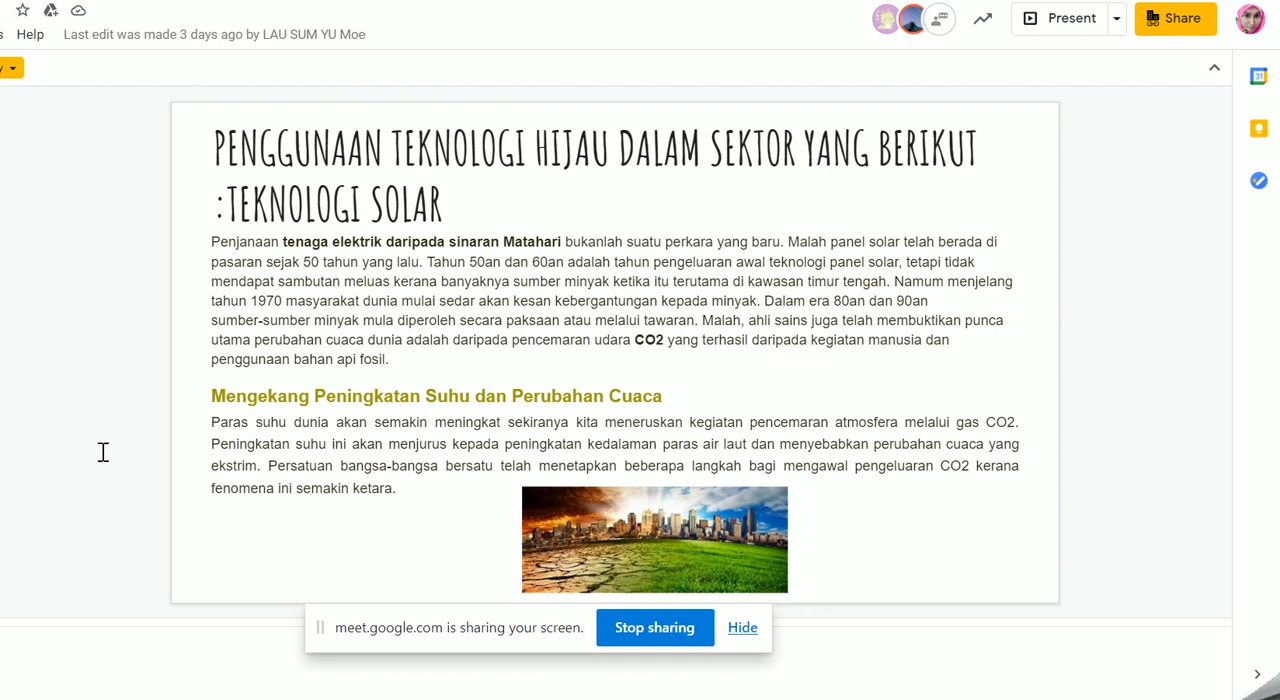 s Help Last edit was made 3 days ago by LAU SUM YU Moe
Present
Share
y
31
PENGGUNAAN TEKNOLOGI HIJAU DALAM SEKTOR YANG BERIKUT
:TEKNOLOGI SOLAR
Penjanaan tenaga elektrik daripada sinaran Matahari bukanlah suatu perkara yang baru. Malah panel solar telah berada di
pasaran sejak 50 tahun yang lalu. Tahun 50an dan 60an adalah tahun pengeluaran awal teknologi panel solar, tetapi tidak
mendapat sambutan meluas kerana banyaknya sumber minyak ketika itu terutama di kawasan timur tengah. Namum menjelang
tahun 1970 masyarakat dunia mulai sedar akan kesan kebergantungan kepada minyak. Dalam era 80an dan 90an
sumber-sumber minyak mula diperoleh secara paksaan atau melalui tawaran. Malah, ahli sains juga telah membuktikan punca
utama perubahan cuaca dunia adalah daripada pencemaran udara CO2 yang terhasil daripada kegiatan manusia dan
penggunaan bahan api fosil.
Mengekang Peningkatan Suhu dan Perubahan Cuaca
Paras suhu dunia akan semakin meningkat sekiranya kita meneruskan kegiatan pencemaran atmosfera melalui gas CO2.
Peningkatan suhu ini akan menjurus kepada peningkatan kedalaman paras air laut dan menyebabkan perubahan cuaca yang
ekstrim. Persatuan bangsa-bangsa bersatu telah menetapkan beberapa langkah bagi mengawal pengeluaran CO2 kerana
fenomena ini semakin ketara.
meet.google.com is sharing your screen. Stop sharing Hide